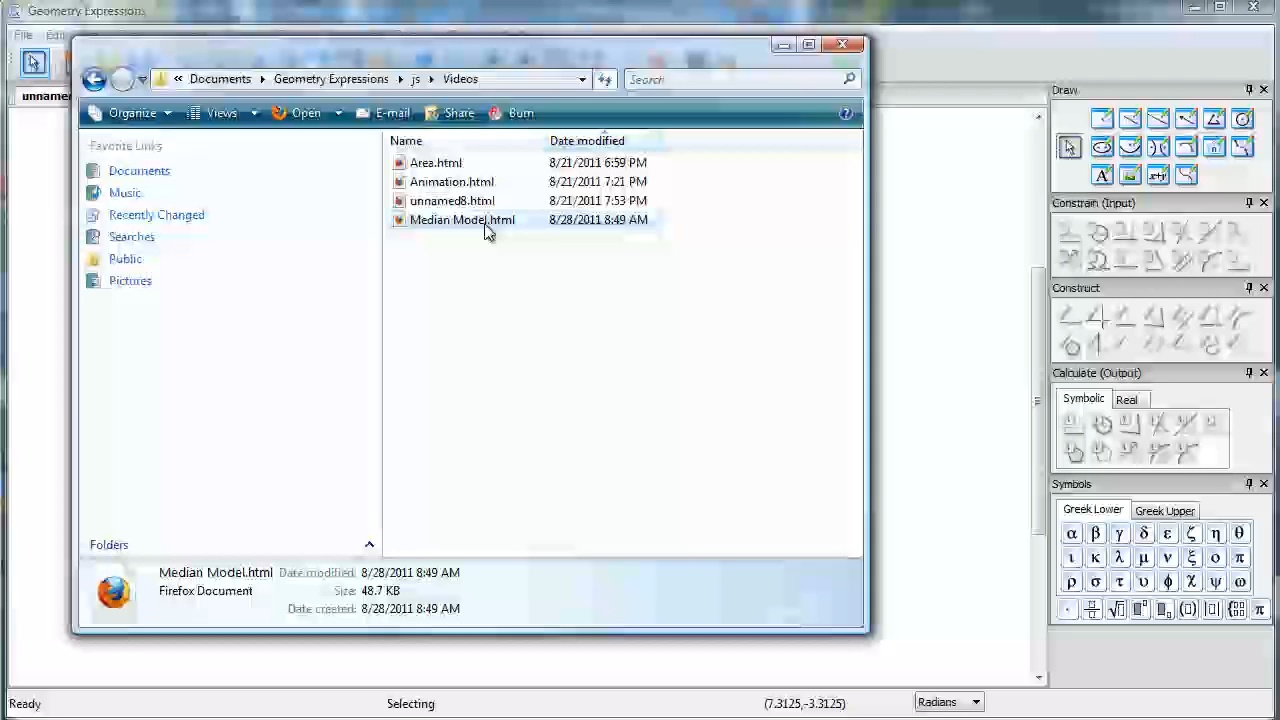 Geometry Expressions
File Edi
unname
Documents Geometry Expressions js Videos
Search
Organize Views Open E-mail Share Burn
Favorite Links
Documents
Music
Recently Changed
Searches
Public
Pictures
Folders
Name Date modified
Area.html 8/21/2011 6:59 PM
Animation.html 8/21/2011 7:21 PM
unnamed8.html 8/21/2011 7:53 PM
Median Model.html 8/28/2011 8:49 AM
Median Model.html Date modified: 8/28/2011 8:49 AM
Firefox Document Size: 48.7 KB
Date created: 8/28/2011 8:49 AM
Draw
A
Constrain (Input)
Construct
Calculate (Output)
Symbolic Real
Symbols
Greek Lower Greek Upper
α β γ δ ε ζ η θ
ι κ λ μ ν ξ ο π
ρ σ τ υ ϕ χ ψ ω
Ready Selecting (7.3125,-3.3125) Radians